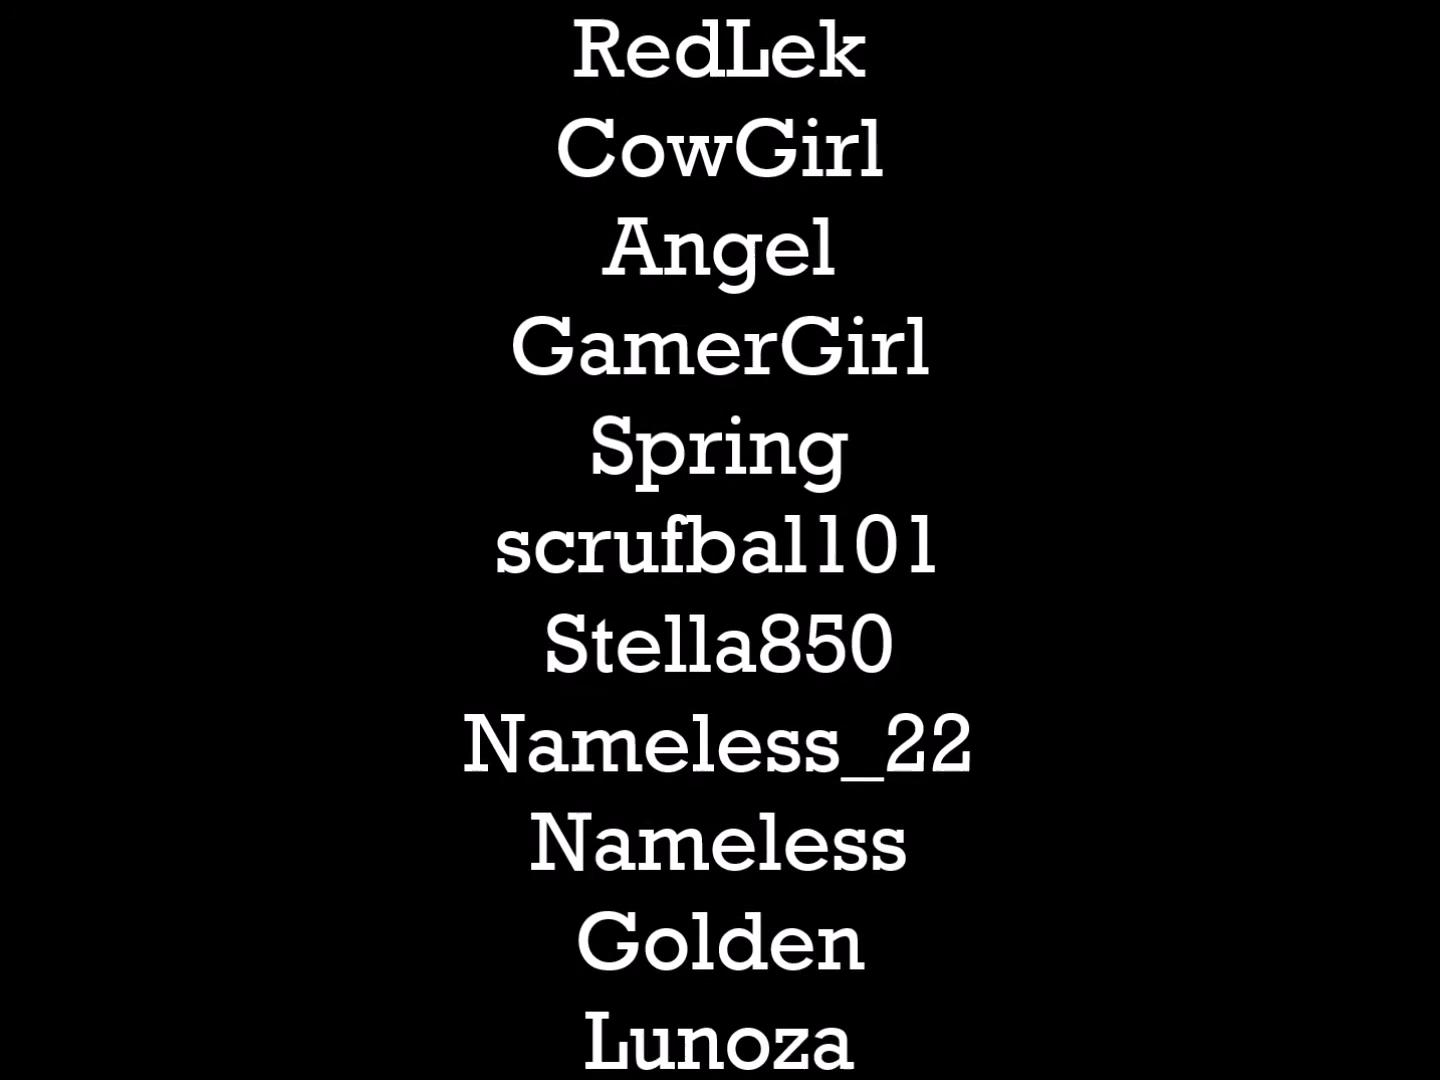 RedLek
CowGirl
Angel
GamerGirl
Spring
scrufball01
Stella850
Nameless_22
Nameless
Golden
Lunoza